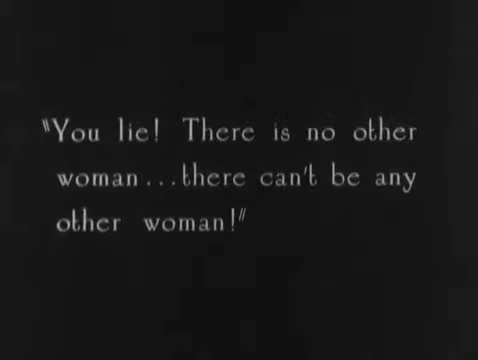 "You lie! There is no other
woman...there can't be any
other woman!"